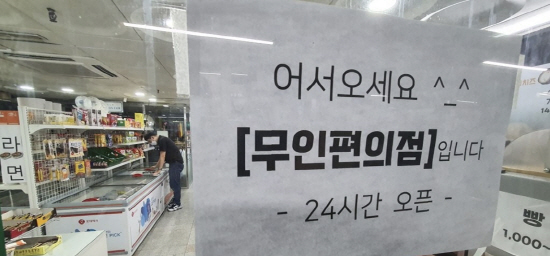 어서오세요 ^_^
[무인편의점]입니다
- 24시간 오픈 -
라
면
빵
1,000~